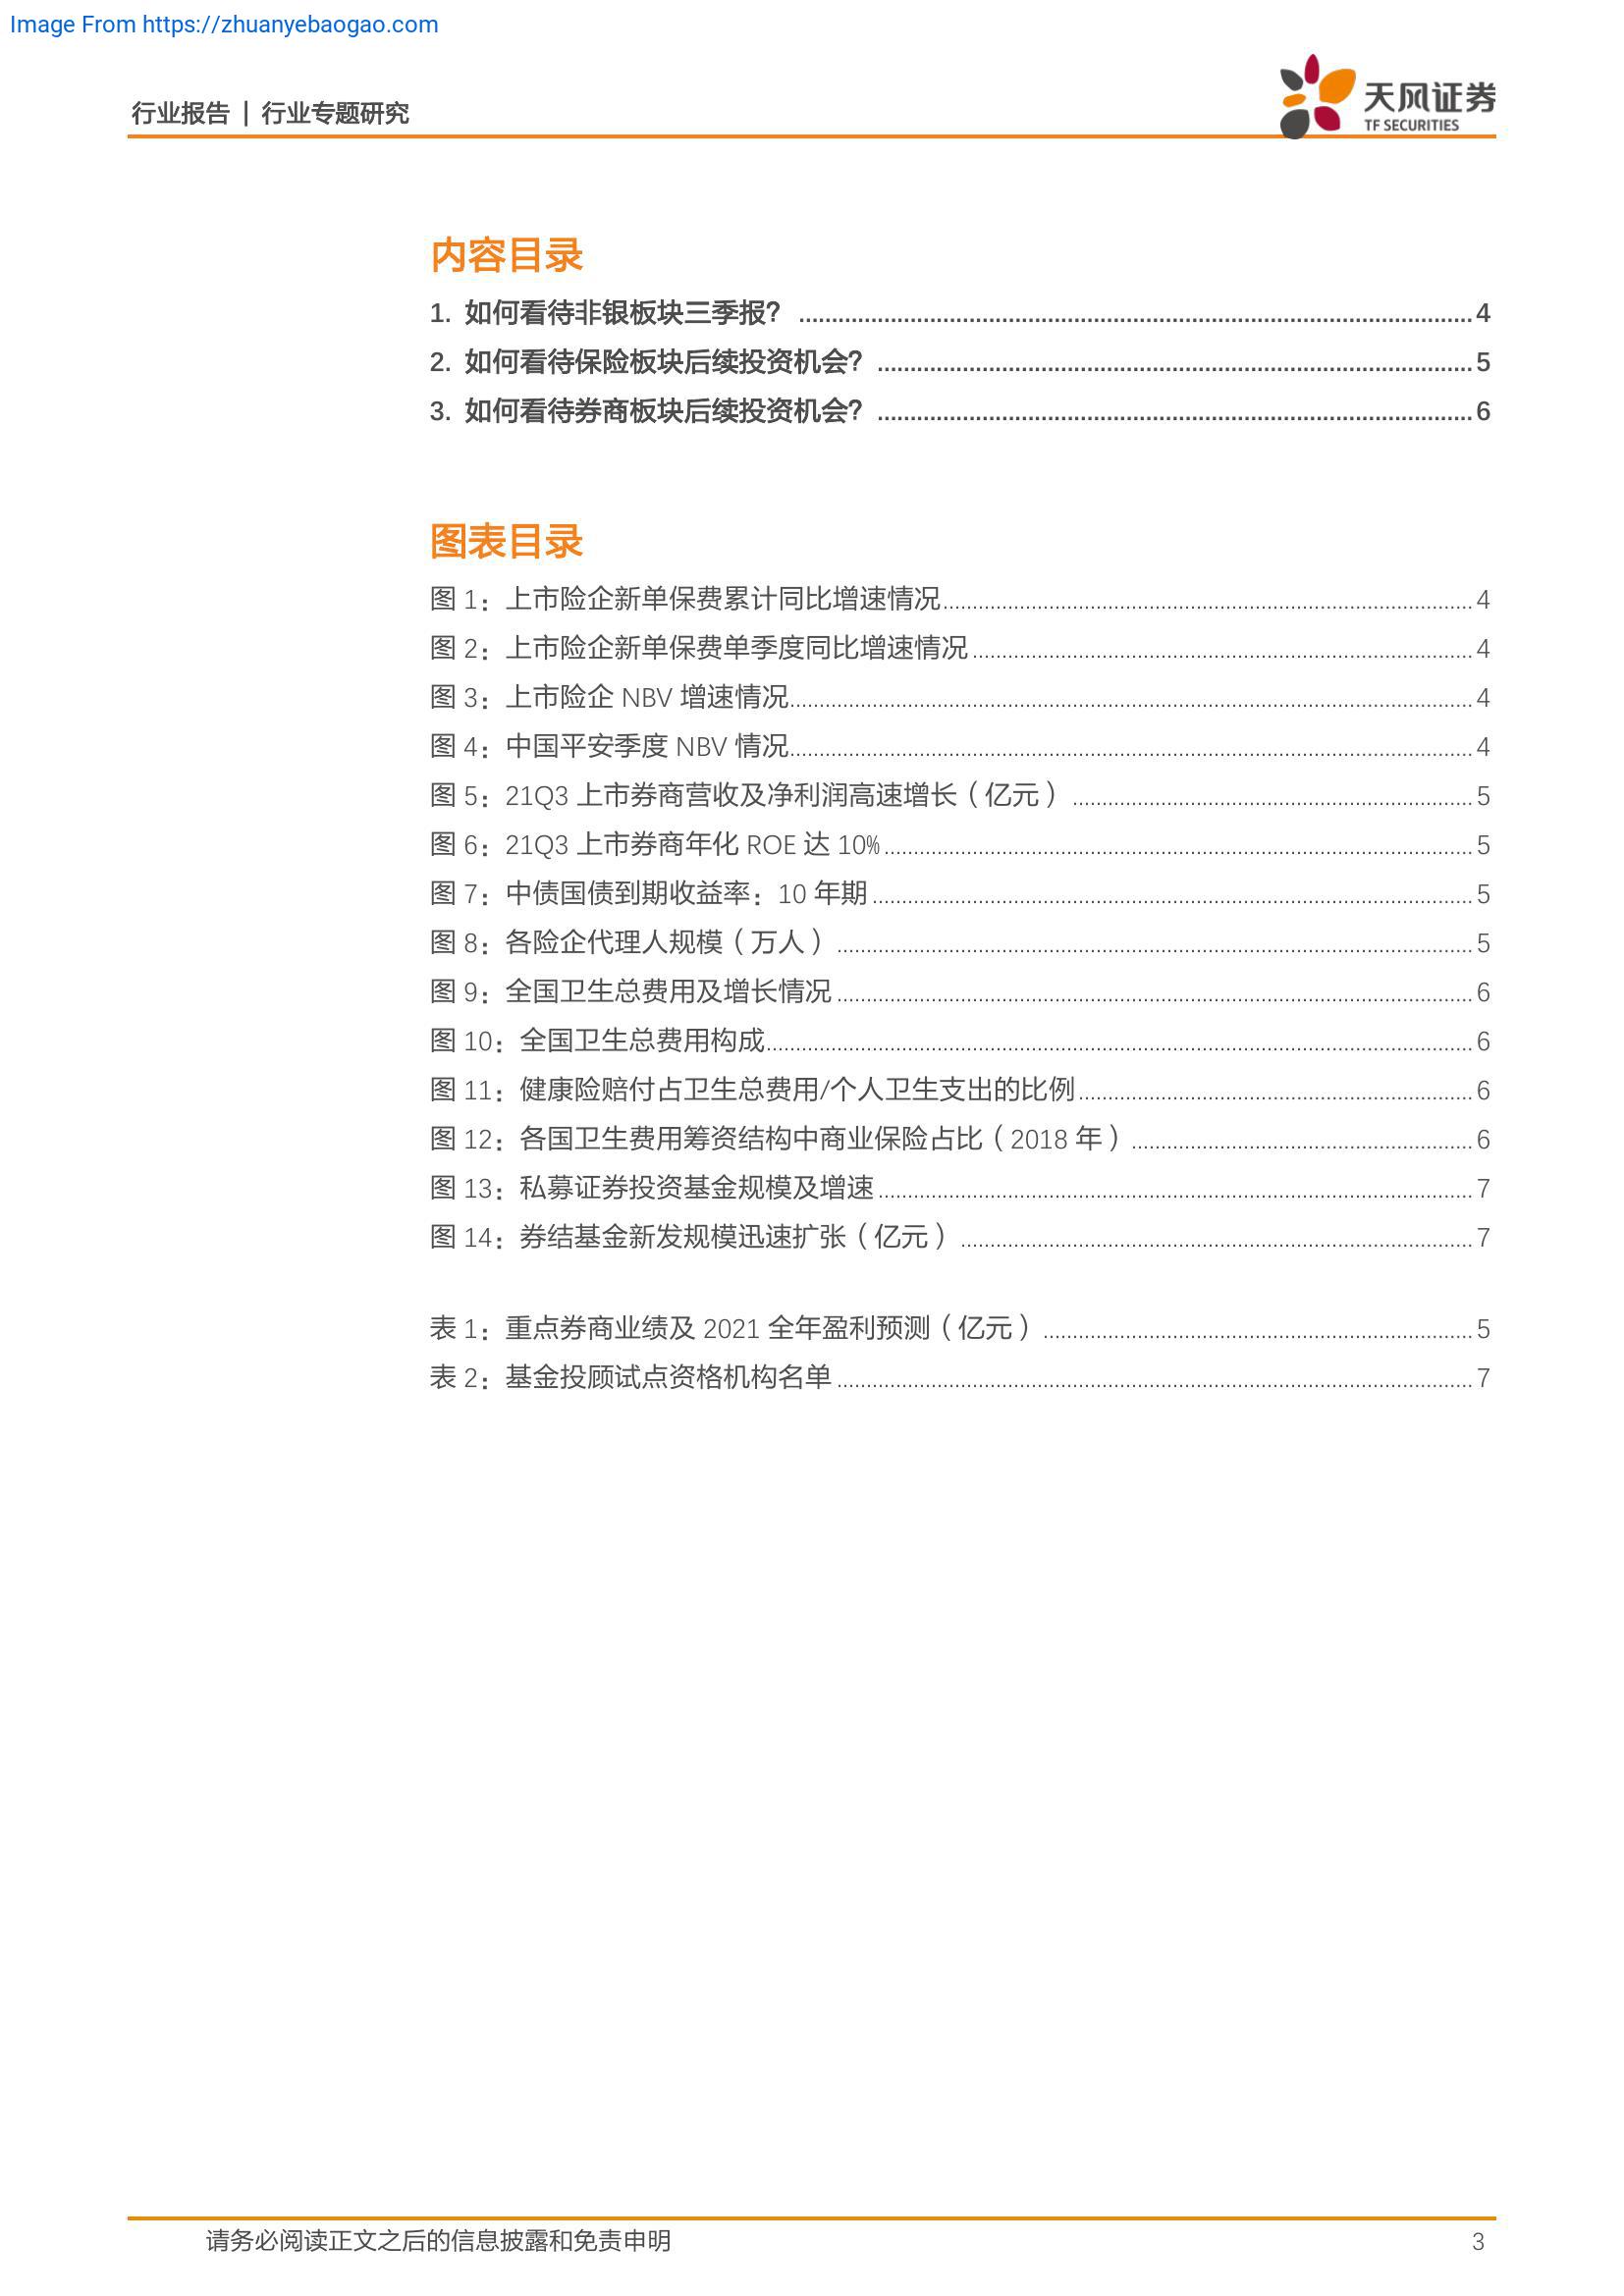 Image From https://zhuanyebaogao.com
行业报告 | 行业专题研究
天风证券
TF SECURITIES
内容目录
1. 如何看待非银板块三季报？ ........ 4
2. 如何看待保险板块后续投资机会？ ........ 5
3. 如何看待券商板块后续投资机会？ ........ 6
图表目录
图 1：上市险企新单保费累计同比增速情况 ........ 4
图 2：上市险企新单保费单季度同比增速情况 ........ 4
图 3：上市险企 NBV 增速情况 ........ 4
图 4：中国平安季度 NBV 情况 ........ 4
图 5：21Q3 上市券商营收及净利润高速增长（亿元） ........ 5
图 6：21Q3 上市券商年化 ROE 达 10% ........ 5
图 7：中债国债到期收益率：10 年期 ........ 5
图 8：各险企代理人规模（万人） ........ 5
图 9：全国卫生总费用及增长情况 ........ 6
图 10：全国卫生总费用构成 ........ 6
图 11：健康险赔付占卫生总费用/个人卫生支出的比例 ........ 6
图 12：各国卫生费用筹资结构中商业保险占比（2018 年） ........ 6
图 13：私募证券投资基金规模及增速 ........ 7
图 14：券结基金新发规模迅速扩张（亿元） ........ 7
表 1：重点券商业绩及 2021 全年盈利预测（亿元） ........ 5
表 2：基金投顾试点资格机构名单 ........ 7
请务必阅读正文之后的信息披露和免责申明
3